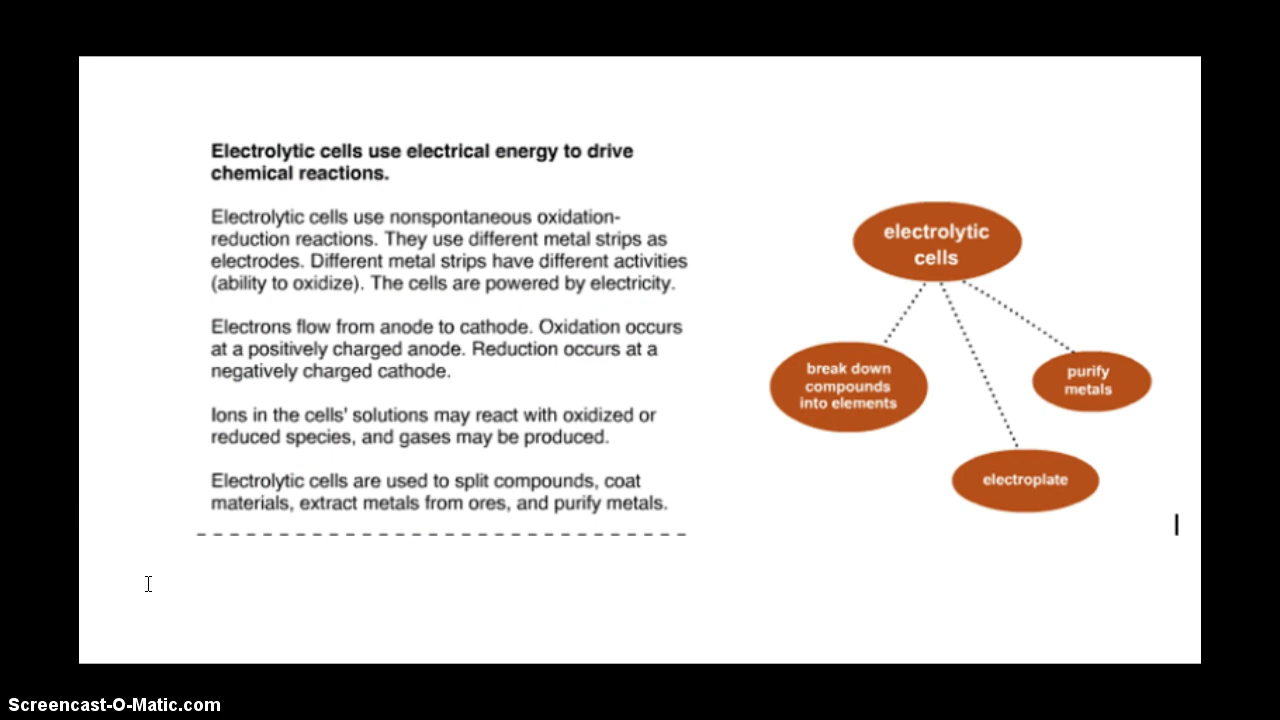 Electrolytic cells use electrical energy to drive
chemical reactions.
Electrolytic cells use nonspontaneous oxidation-
reduction reactions. They use different metal strips as
electrodes. Different metal strips have different activities
(ability to oxidize). The cells are powered by electricity.
Electrons flow from anode to cathode. Oxidation occurs
at a positively charged anode. Reduction occurs at a
negatively charged cathode.
Ions in the cells' solutions may react with oxidized or
reduced species, and gases may be produced.
Electrolytic cells are used to split compounds, coat
materials, extract metals from ores, and purify metals.
electrolytic
cells
break down
compounds
into elements
purify
metals
electroplate
Screencast-O-Matic.com